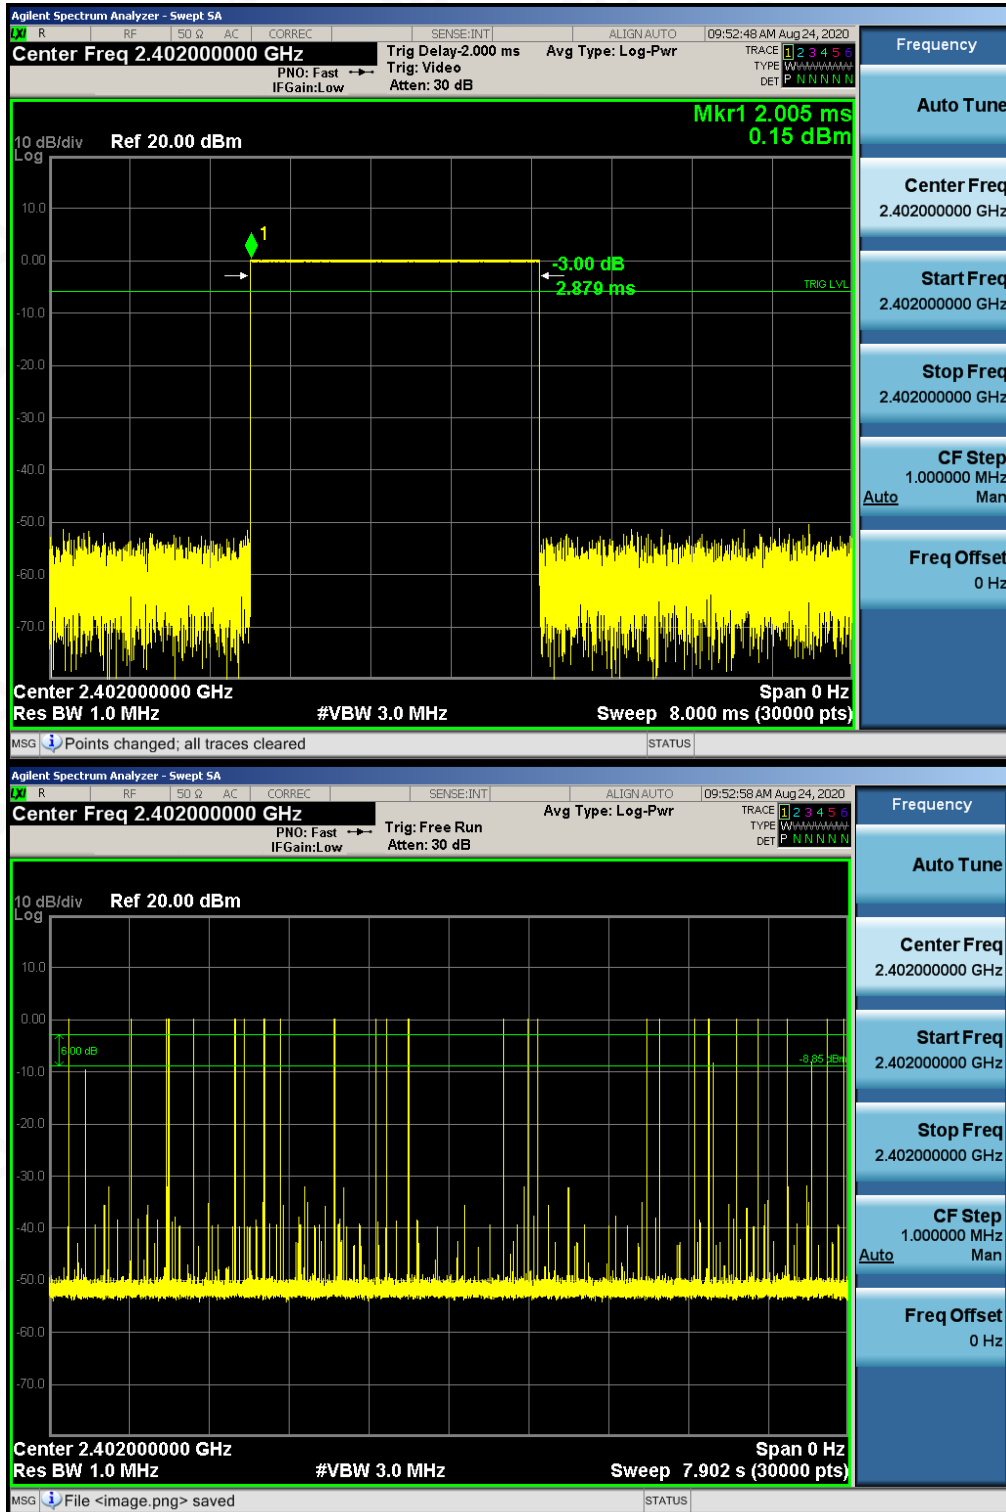 Agilent Spectrum Analyzer - Swept SA
LXI R RF 50 Ω AC CORREC SENSE:INT ALIGN AUTO 09:52:48 AM Aug 24, 2020
Center Freq 2.402000000 GHz
PNO: Fast
IFGain:Low
Trig Delay-2.000 ms
Trig: Video
Atten: 30 dB
Avg Type: Log-Pwr
TRACE 1 2 3 4 5 6
TYPE W
DET P N N N N N
Mkr1 2.005 ms
0.15 dBm
10 dB/div
Log
Ref 20.00 dBm
10.0
1
0.00
-3.00 dB
2.879 ms
TRIG LVL
-10.0
-20.0
-30.0
-40.0
-50.0
-60.0
-70.0
Center 2.402000000 GHz Span 0 Hz
Res BW 1.0 MHz #VBW 3.0 MHz Sweep 8.000 ms (30000 pts)
MSG Points changed; all traces cleared STATUS
Frequency
Auto Tune
Center Freq
2.402000000 GHz
Start Freq
2.402000000 GHz
Stop Freq
2.402000000 GHz
CF Step
1.000000 MHz
Auto Man
Freq Offset
0 Hz
Agilent Spectrum Analyzer - Swept SA
LXI R RF 50 Ω AC CORREC SENSE:INT ALIGN AUTO 09:52:58 AM Aug 24, 2020
Center Freq 2.402000000 GHz
PNO: Fast
IFGain:Low
Trig: Free Run
Atten: 30 dB
Avg Type: Log-Pwr
TRACE 1 2 3 4 5 6
TYPE W
DET P N N N N N
10 dB/div
Log
Ref 20.00 dBm
10.0
0.00
6.00 dB
-8.85 dBm
-10.0
-20.0
-30.0
-40.0
-50.0
-60.0
-70.0
Center 2.402000000 GHz Span 0 Hz
Res BW 1.0 MHz #VBW 3.0 MHz Sweep 7.902 s (30000 pts)
MSG File <image.png> saved STATUS
Frequency
Auto Tune
Center Freq
2.402000000 GHz
Start Freq
2.402000000 GHz
Stop Freq
2.402000000 GHz
CF Step
1.000000 MHz
Auto Man
Freq Offset
0 Hz